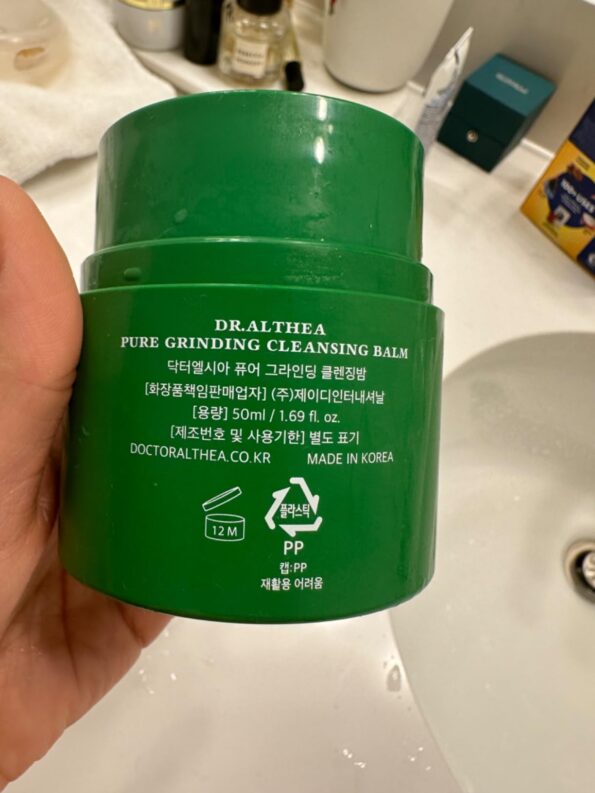 DR.ALTHEA
PURE GRINDING CLEANSING BALM
닥터엘시아 퓨어 그라인딩 클렌징밤
[화장품책임판매업자] (주)제이디인터내셔날
[용량] 50ml / 1.69 fl. oz.
[제조번호 및 사용기한] 별도 표기
DOCTORALTHEA.CO.KR MADE IN KOREA
12 M
플라스틱
PP
캡:PP
재활용 어려움
100+ USES